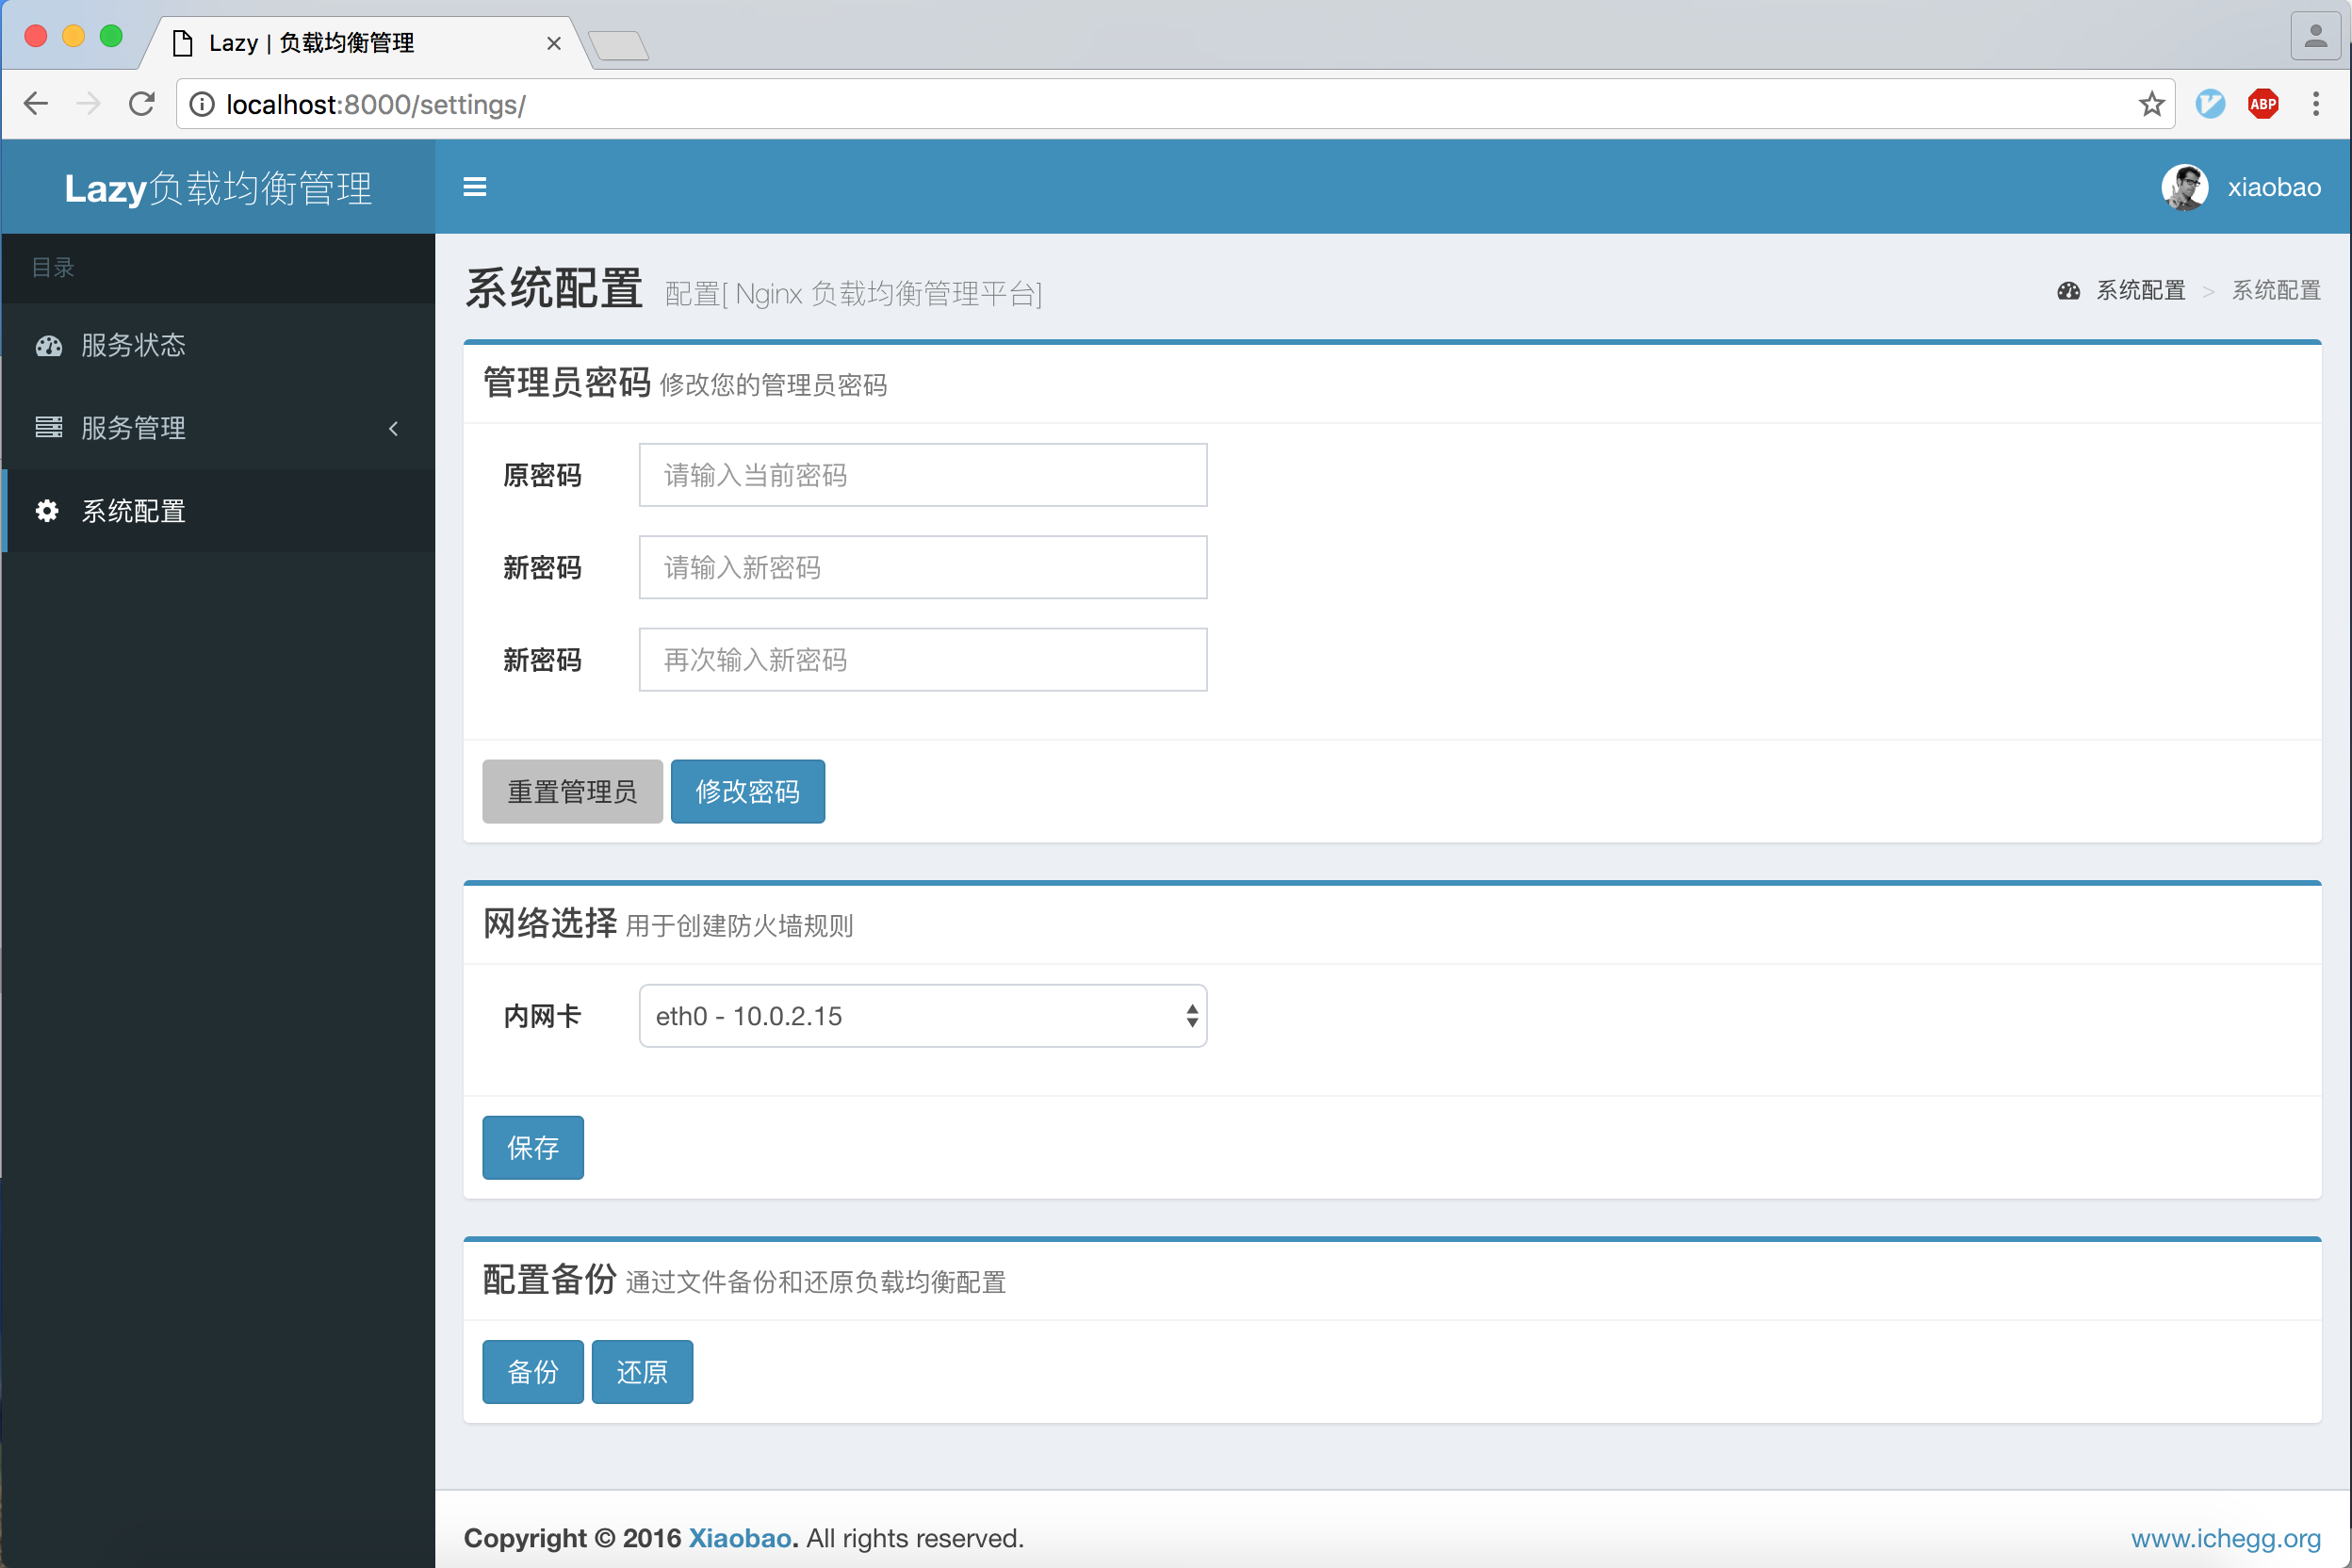 Lazy | 负载均衡管理
localhost:8000/settings/
ABP
Lazy负载均衡管理
xiaobao
目录
服务状态
服务管理
系统配置
系统配置 配置[ Nginx 负载均衡管理平台]
系统配置 > 系统配置
管理员密码 修改您的管理员密码
原密码 请输入当前密码
新密码 请输入新密码
新密码 再次输入新密码
重置管理员 修改密码
网络选择 用于创建防火墙规则
内网卡 eth0 - 10.0.2.15
保存
配置备份 通过文件备份和还原负载均衡配置
备份 还原
Copyright © 2016 Xiaobao. All rights reserved.
www.ichegg.org